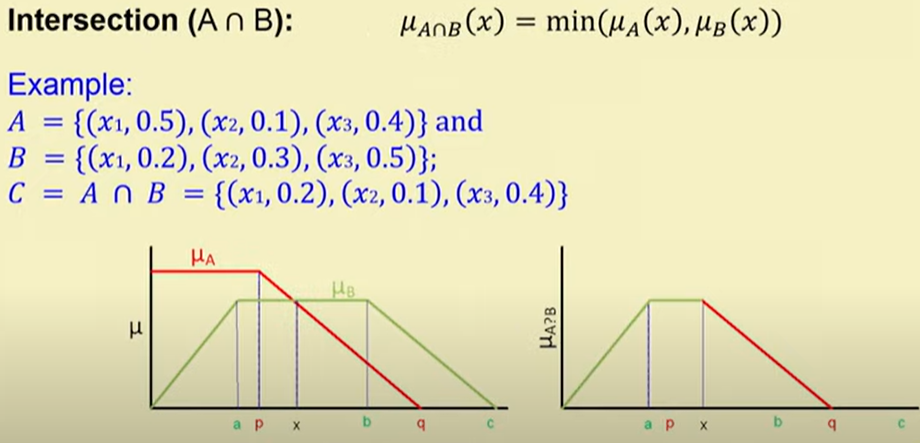 Intersection (A ∩ B): μA∩B(x) = min(μA(x), μB(x))
Example:
A = {(x1, 0.5), (x2, 0.1), (x3, 0.4)} and
B = {(x1, 0.2), (x2, 0.3), (x3, 0.5)};
C = A ∩ B = {(x1, 0.2), (x2, 0.1), (x3, 0.4)}
μA
μB
μ
a p x b q c
μA?B
a p x b q c